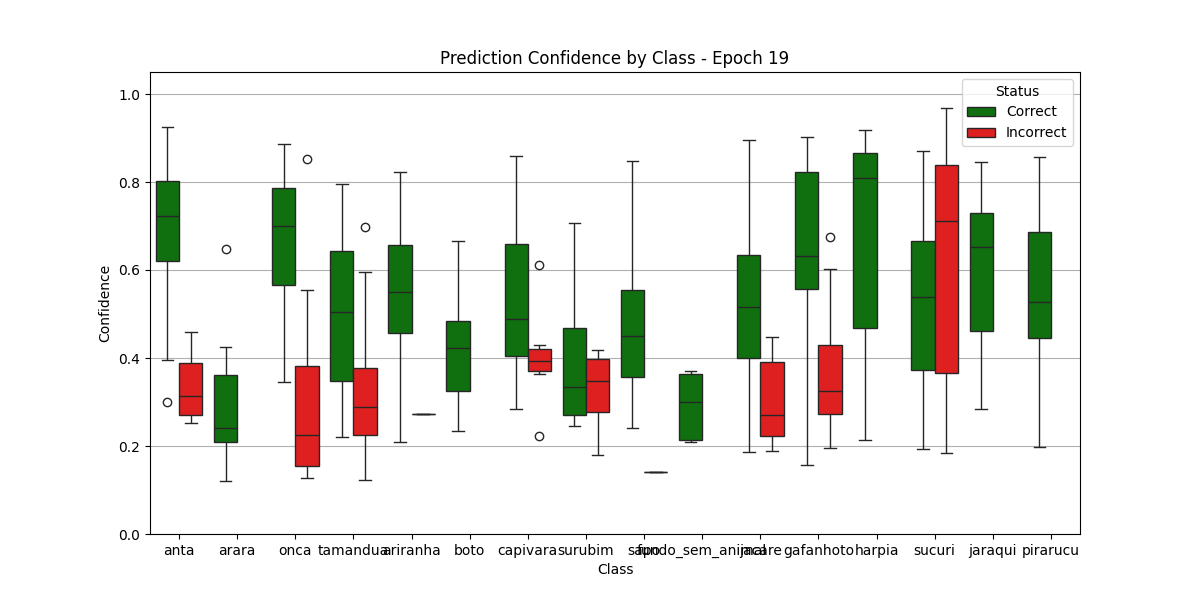 Prediction Confidence by Class - Epoch 19
Status
Correct
Incorrect
1.0
0.8
0.6
0.4
0.2
0.0
Confidence
anta arara onca tamandua ariranha boto capivara surubim sapo fundo_sem_animal jacare gafanhoto harpia sucuri jaraqui pirarucu
Class